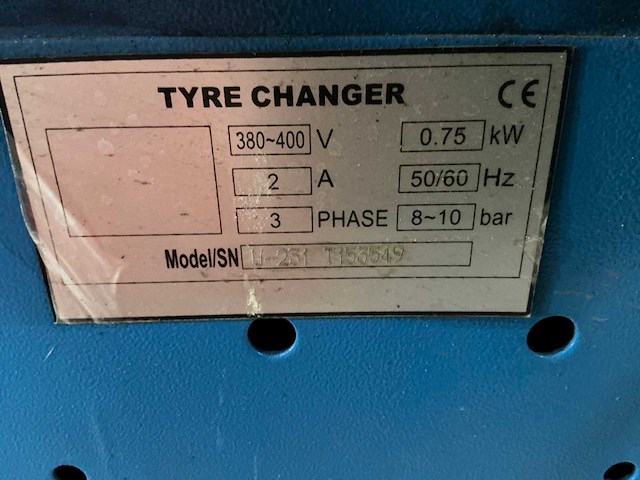 TYRE CHANGER CE
380~400 V 0.75 kW
2 A 50/60 Hz
3 PHASE 8~10 bar
Model/SN